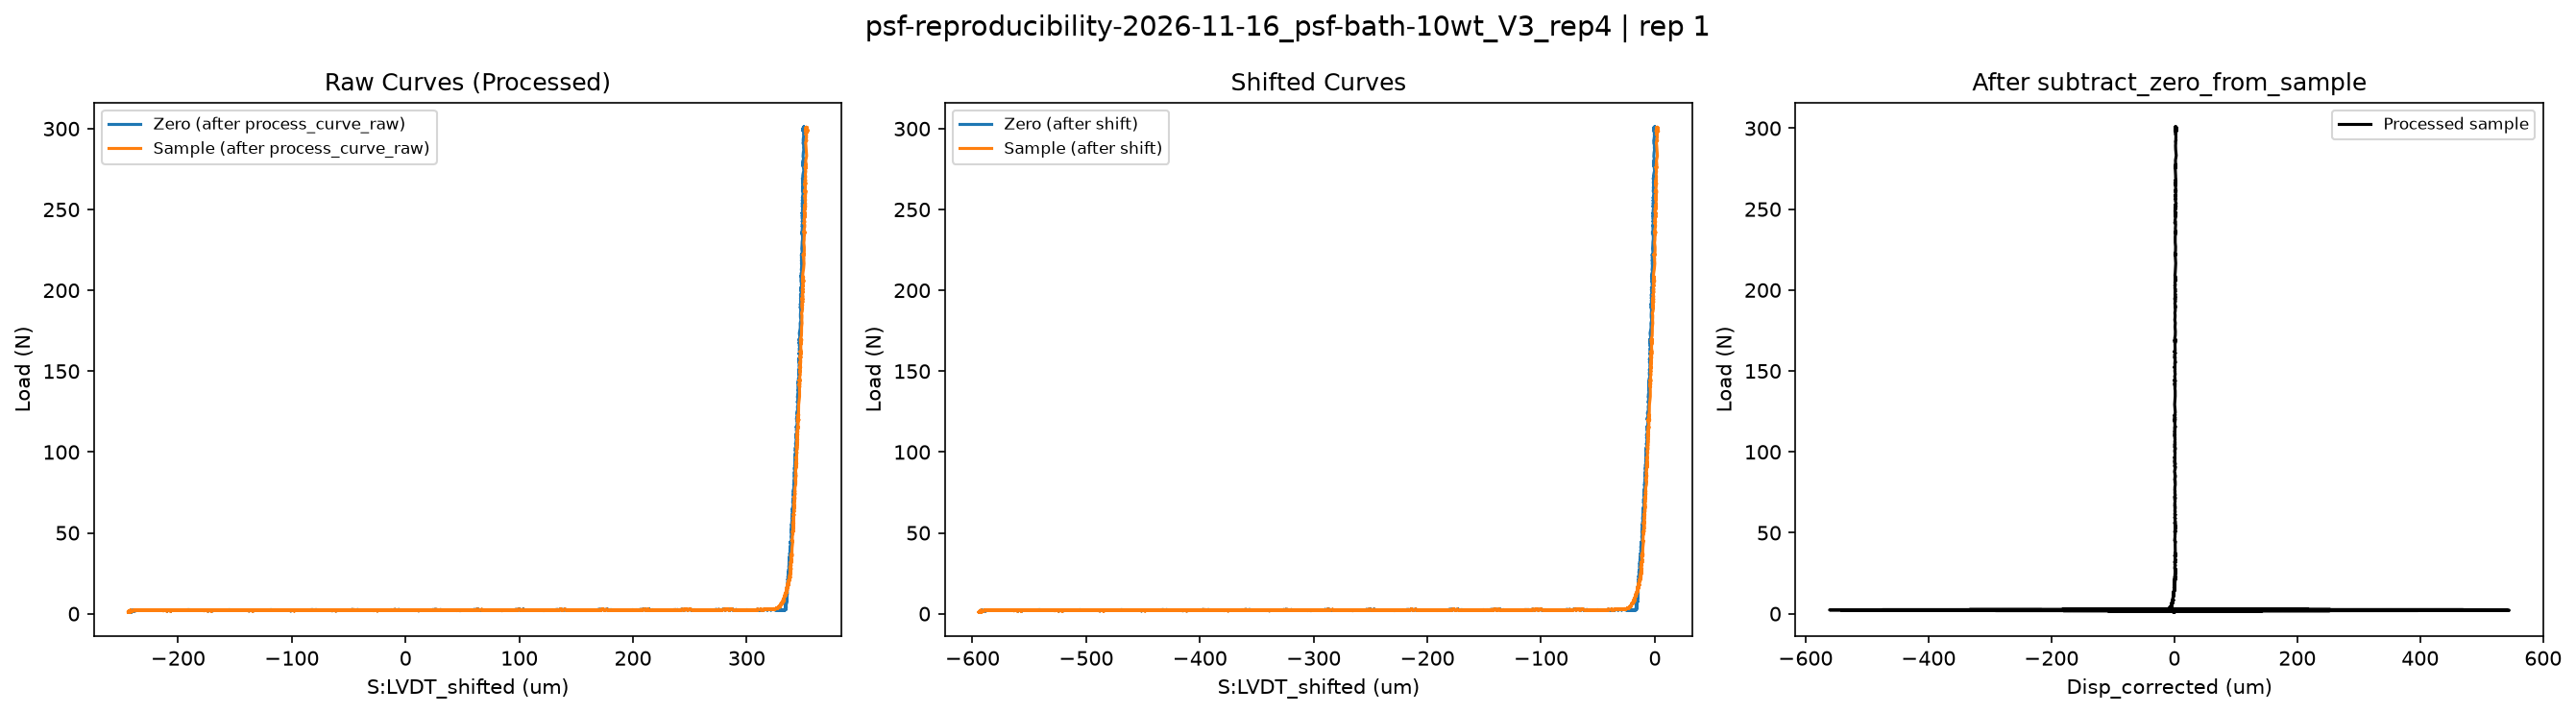 psf-reproducibility-2026-11-16_psf-bath-10wt_V3_rep4 | rep 1
Raw Curves (Processed)
Zero (after process_curve_raw)
Sample (after process_curve_raw)
300
250
200
150
100
50
0
Load (N)
−200 −100 0 100 200 300
S:LVDT_shifted (um)
Shifted Curves
Zero (after shift)
Sample (after shift)
300
250
200
150
100
50
0
Load (N)
−600 −500 −400 −300 −200 −100 0
S:LVDT_shifted (um)
After subtract_zero_from_sample
Processed sample
300
250
200
150
100
50
0
Load (N)
−600 −400 −200 0 200 400 600
Disp_corrected (um)